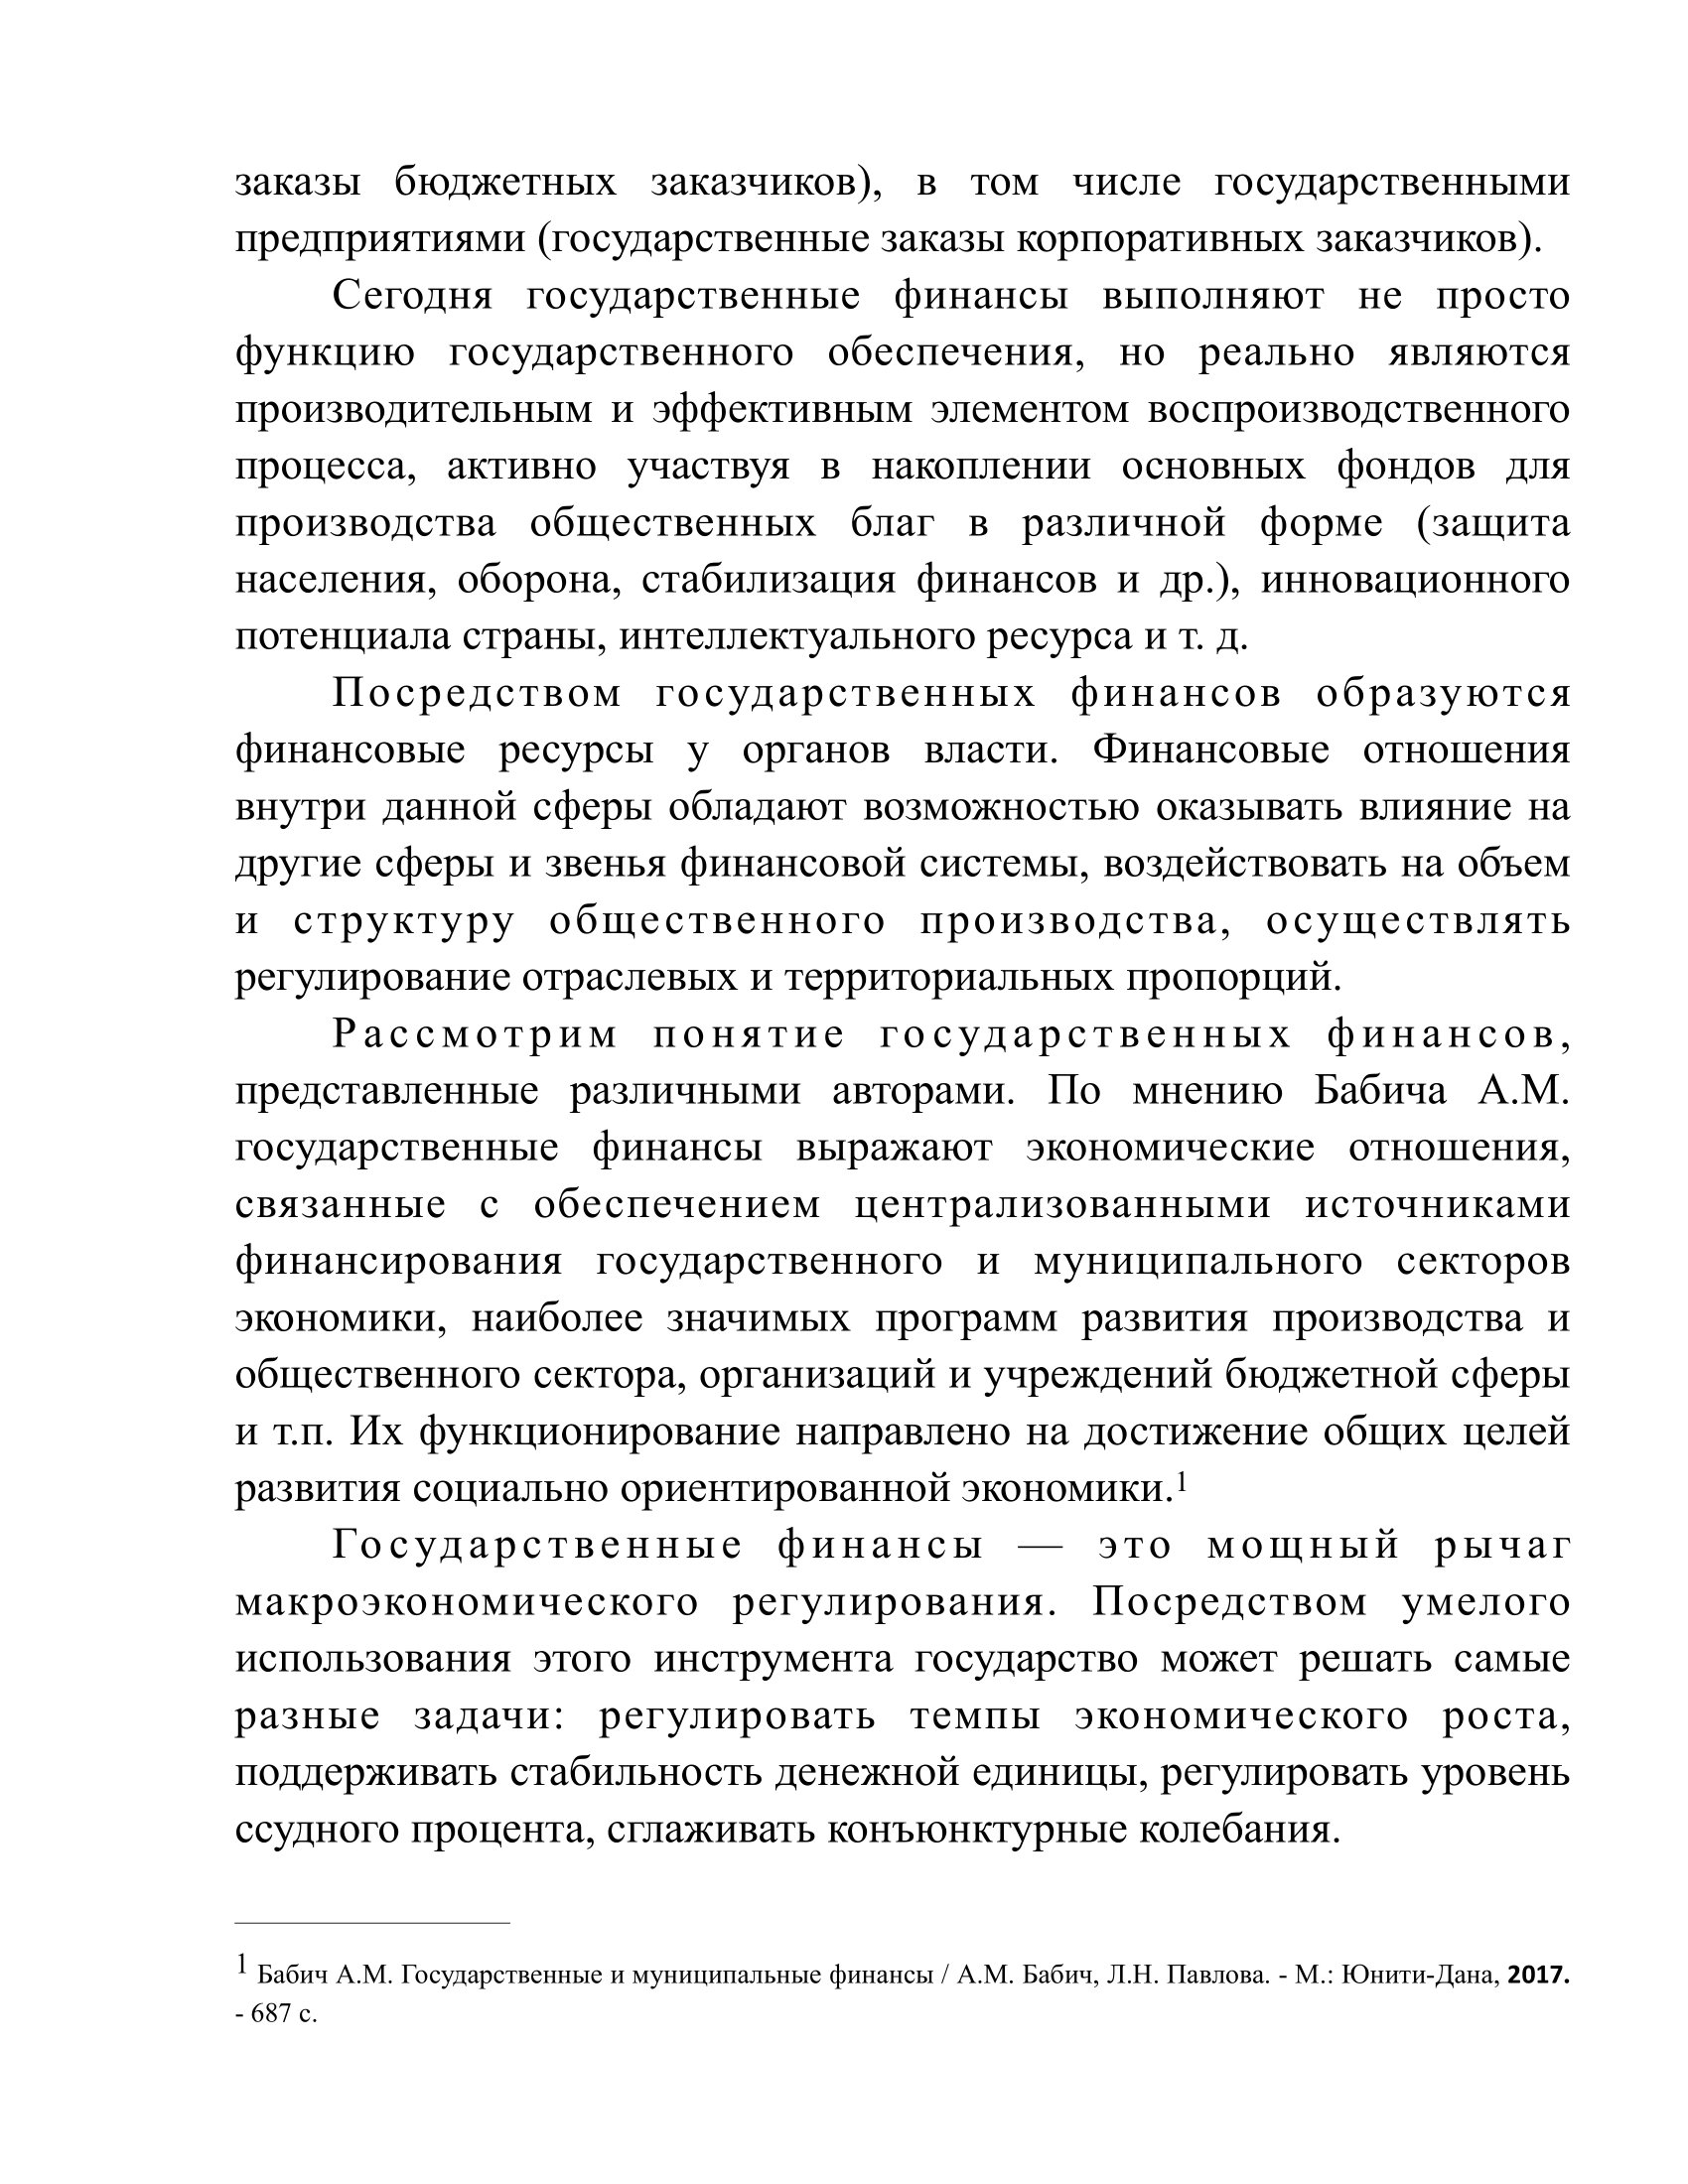 заказы бюджетных заказчиков), в том числе государственными
предприятиями (государственные заказы корпоративных заказчиков).
Сегодня государственные финансы выполняют не просто
функцию государственного обеспечения, но реально являются
производительным и эффективным элементом воспроизводственного
процесса, активно участвуя в накоплении основных фондов для
производства общественных благ в различной форме (защита
населения, оборона, стабилизация финансов и др.), инновационного
потенциала страны, интеллектуального ресурса и т. д.
Посредством государственных финансов образуются
финансовые ресурсы у органов власти. Финансовые отношения
внутри данной сферы обладают возможностью оказывать влияние на
другие сферы и звенья финансовой системы, воздействовать на объем
и структуру общественного производства, осуществлять
регулирование отраслевых и территориальных пропорций.
Рассмотрим понятие государственных финансов,
представленные различными авторами. По мнению Бабича А.М.
государственные финансы выражают экономические отношения,
связанные с обеспечением централизованными источниками
финансирования государственного и муниципального секторов
экономики, наиболее значимых программ развития производства и
общественного сектора, организаций и учреждений бюджетной сферы
и т.п. Их функционирование направлено на достижение общих целей
развития социально ориентированной экономики.1
Государственные финансы — это мощный рычаг
макроэкономического регулирования. Посредством умелого
использования этого инструмента государство может решать самые
разные задачи: регулировать темпы экономического роста,
поддерживать стабильность денежной единицы, регулировать уровень
ссудного процента, сглаживать конъюнктурные колебания.
1 Бабич А.М. Государственные и муниципальные финансы / А.М. Бабич, Л.Н. Павлова. - М.: Юнити-Дана, 2017.
- 687 c.